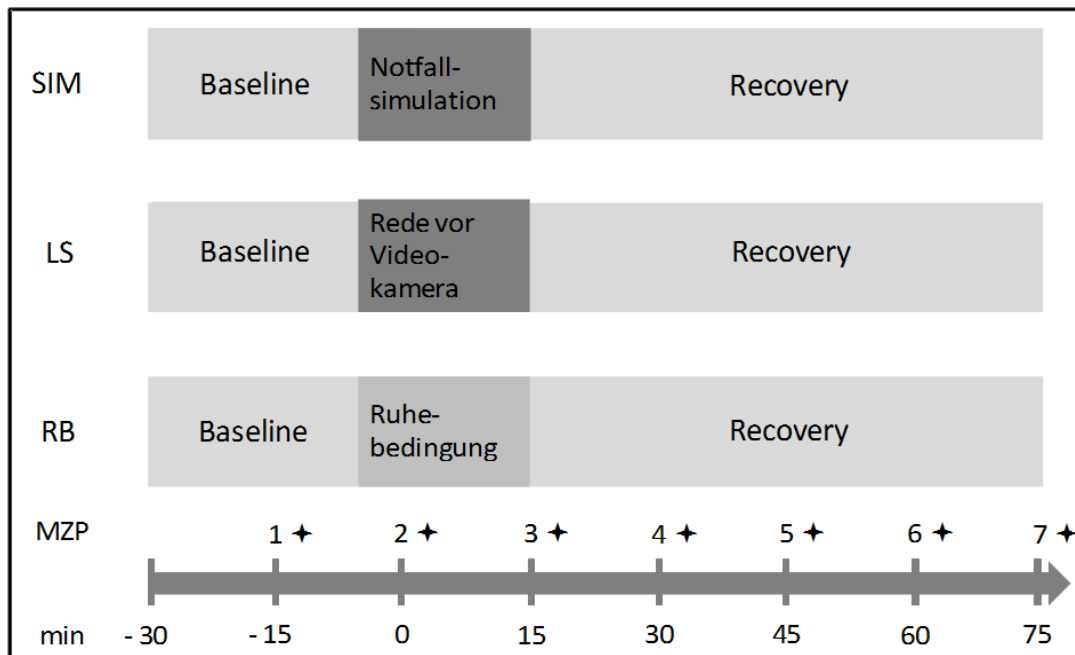 SIM
Baseline
Notfall-
simulation
Recovery
LS
Baseline
Rede vor
Video-
kamera
Recovery
RB
Baseline
Ruhe-
bedingung
Recovery
MZP 1 ✦ 2 ✦ 3 ✦ 4 ✦ 5 ✦ 6 ✦ 7 ✦
min - 30 - 15 0 15 30 45 60 75